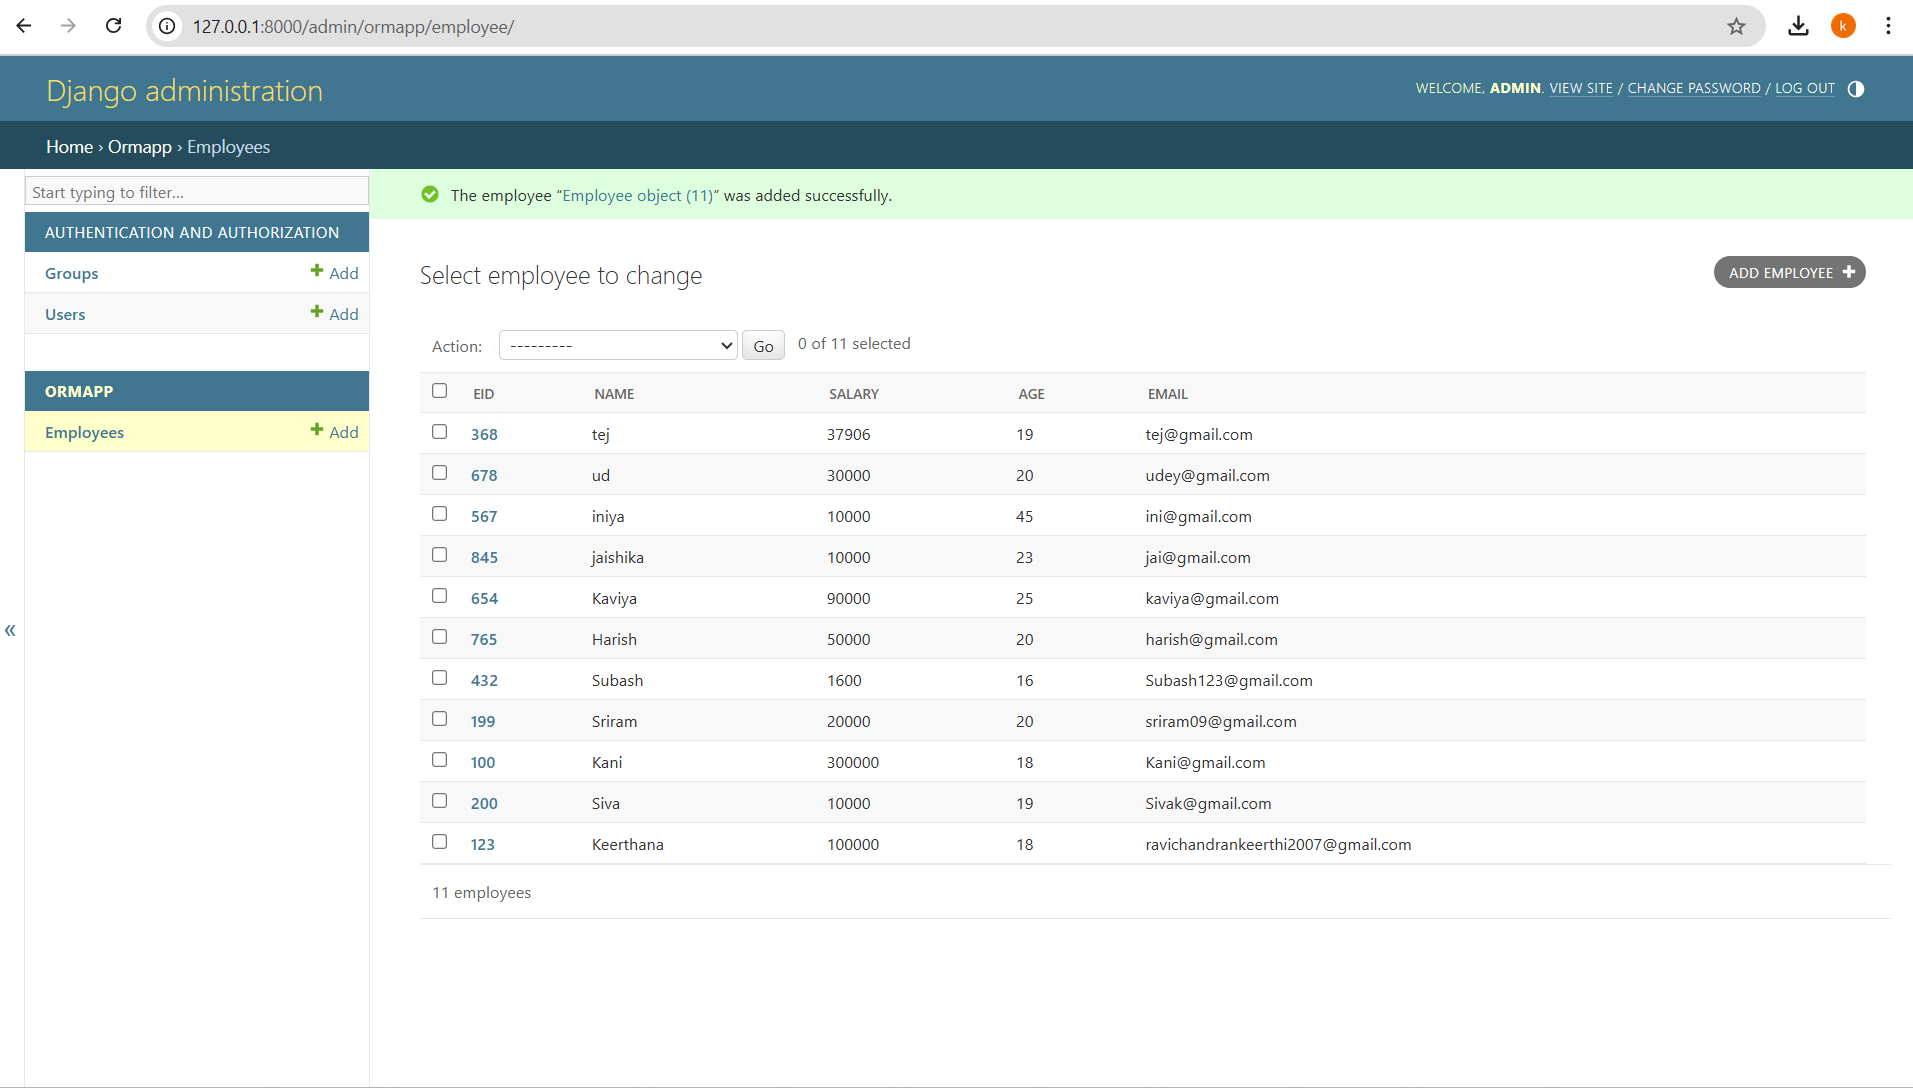 127.0.0.1:8000/admin/ormapp/employee/
k
Django administration
WELCOME, ADMIN. VIEW SITE / CHANGE PASSWORD / LOG OUT
Home › Ormapp › Employees
Start typing to filter...
AUTHENTICATION AND AUTHORIZATION
Groups + Add
Users + Add
ORMAPP
Employees + Add
«
The employee “Employee object (11)” was added successfully.
Select employee to change
ADD EMPLOYEE +
Action: --------- Go 0 of 11 selected
EID NAME SALARY AGE EMAIL
368 tej 37906 19 tej@gmail.com
678 ud 30000 20 udey@gmail.com
567 iniya 10000 45 ini@gmail.com
845 jaishika 10000 23 jai@gmail.com
654 Kaviya 90000 25 kaviya@gmail.com
765 Harish 50000 20 harish@gmail.com
432 Subash 1600 16 Subash123@gmail.com
199 Sriram 20000 20 sriram09@gmail.com
100 Kani 300000 18 Kani@gmail.com
200 Siva 10000 19 Sivak@gmail.com
123 Keerthana 100000 18 ravichandrankeerthi2007@gmail.com
11 employees